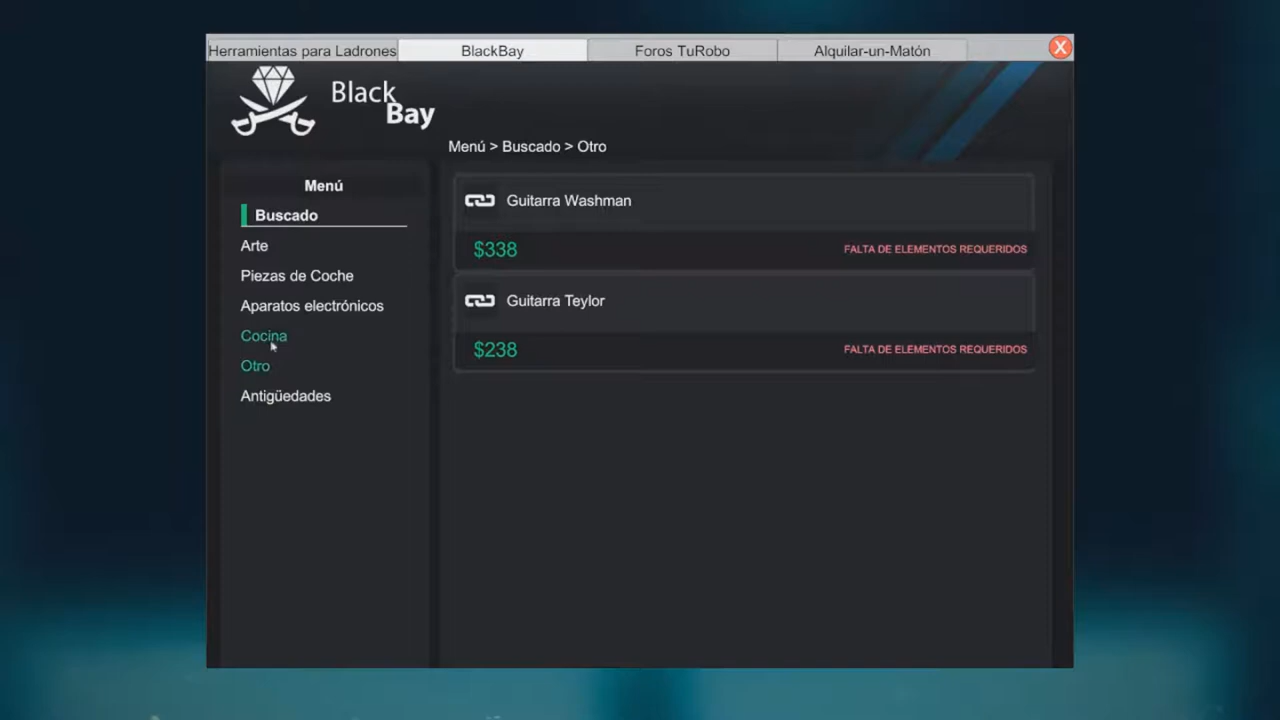 Herramientas para Ladrones
BlackBay
Foros TuRobo
Alquilar-un-Matón
X
Black
Bay
Menú > Buscado > Otro
Menú
Buscado
Arte
Piezas de Coche
Aparatos electrónicos
Cocina
Otro
Antigüedades
Guitarra Washman
$338 FALTA DE ELEMENTOS REQUERIDOS
Guitarra Teylor
$238 FALTA DE ELEMENTOS REQUERIDOS